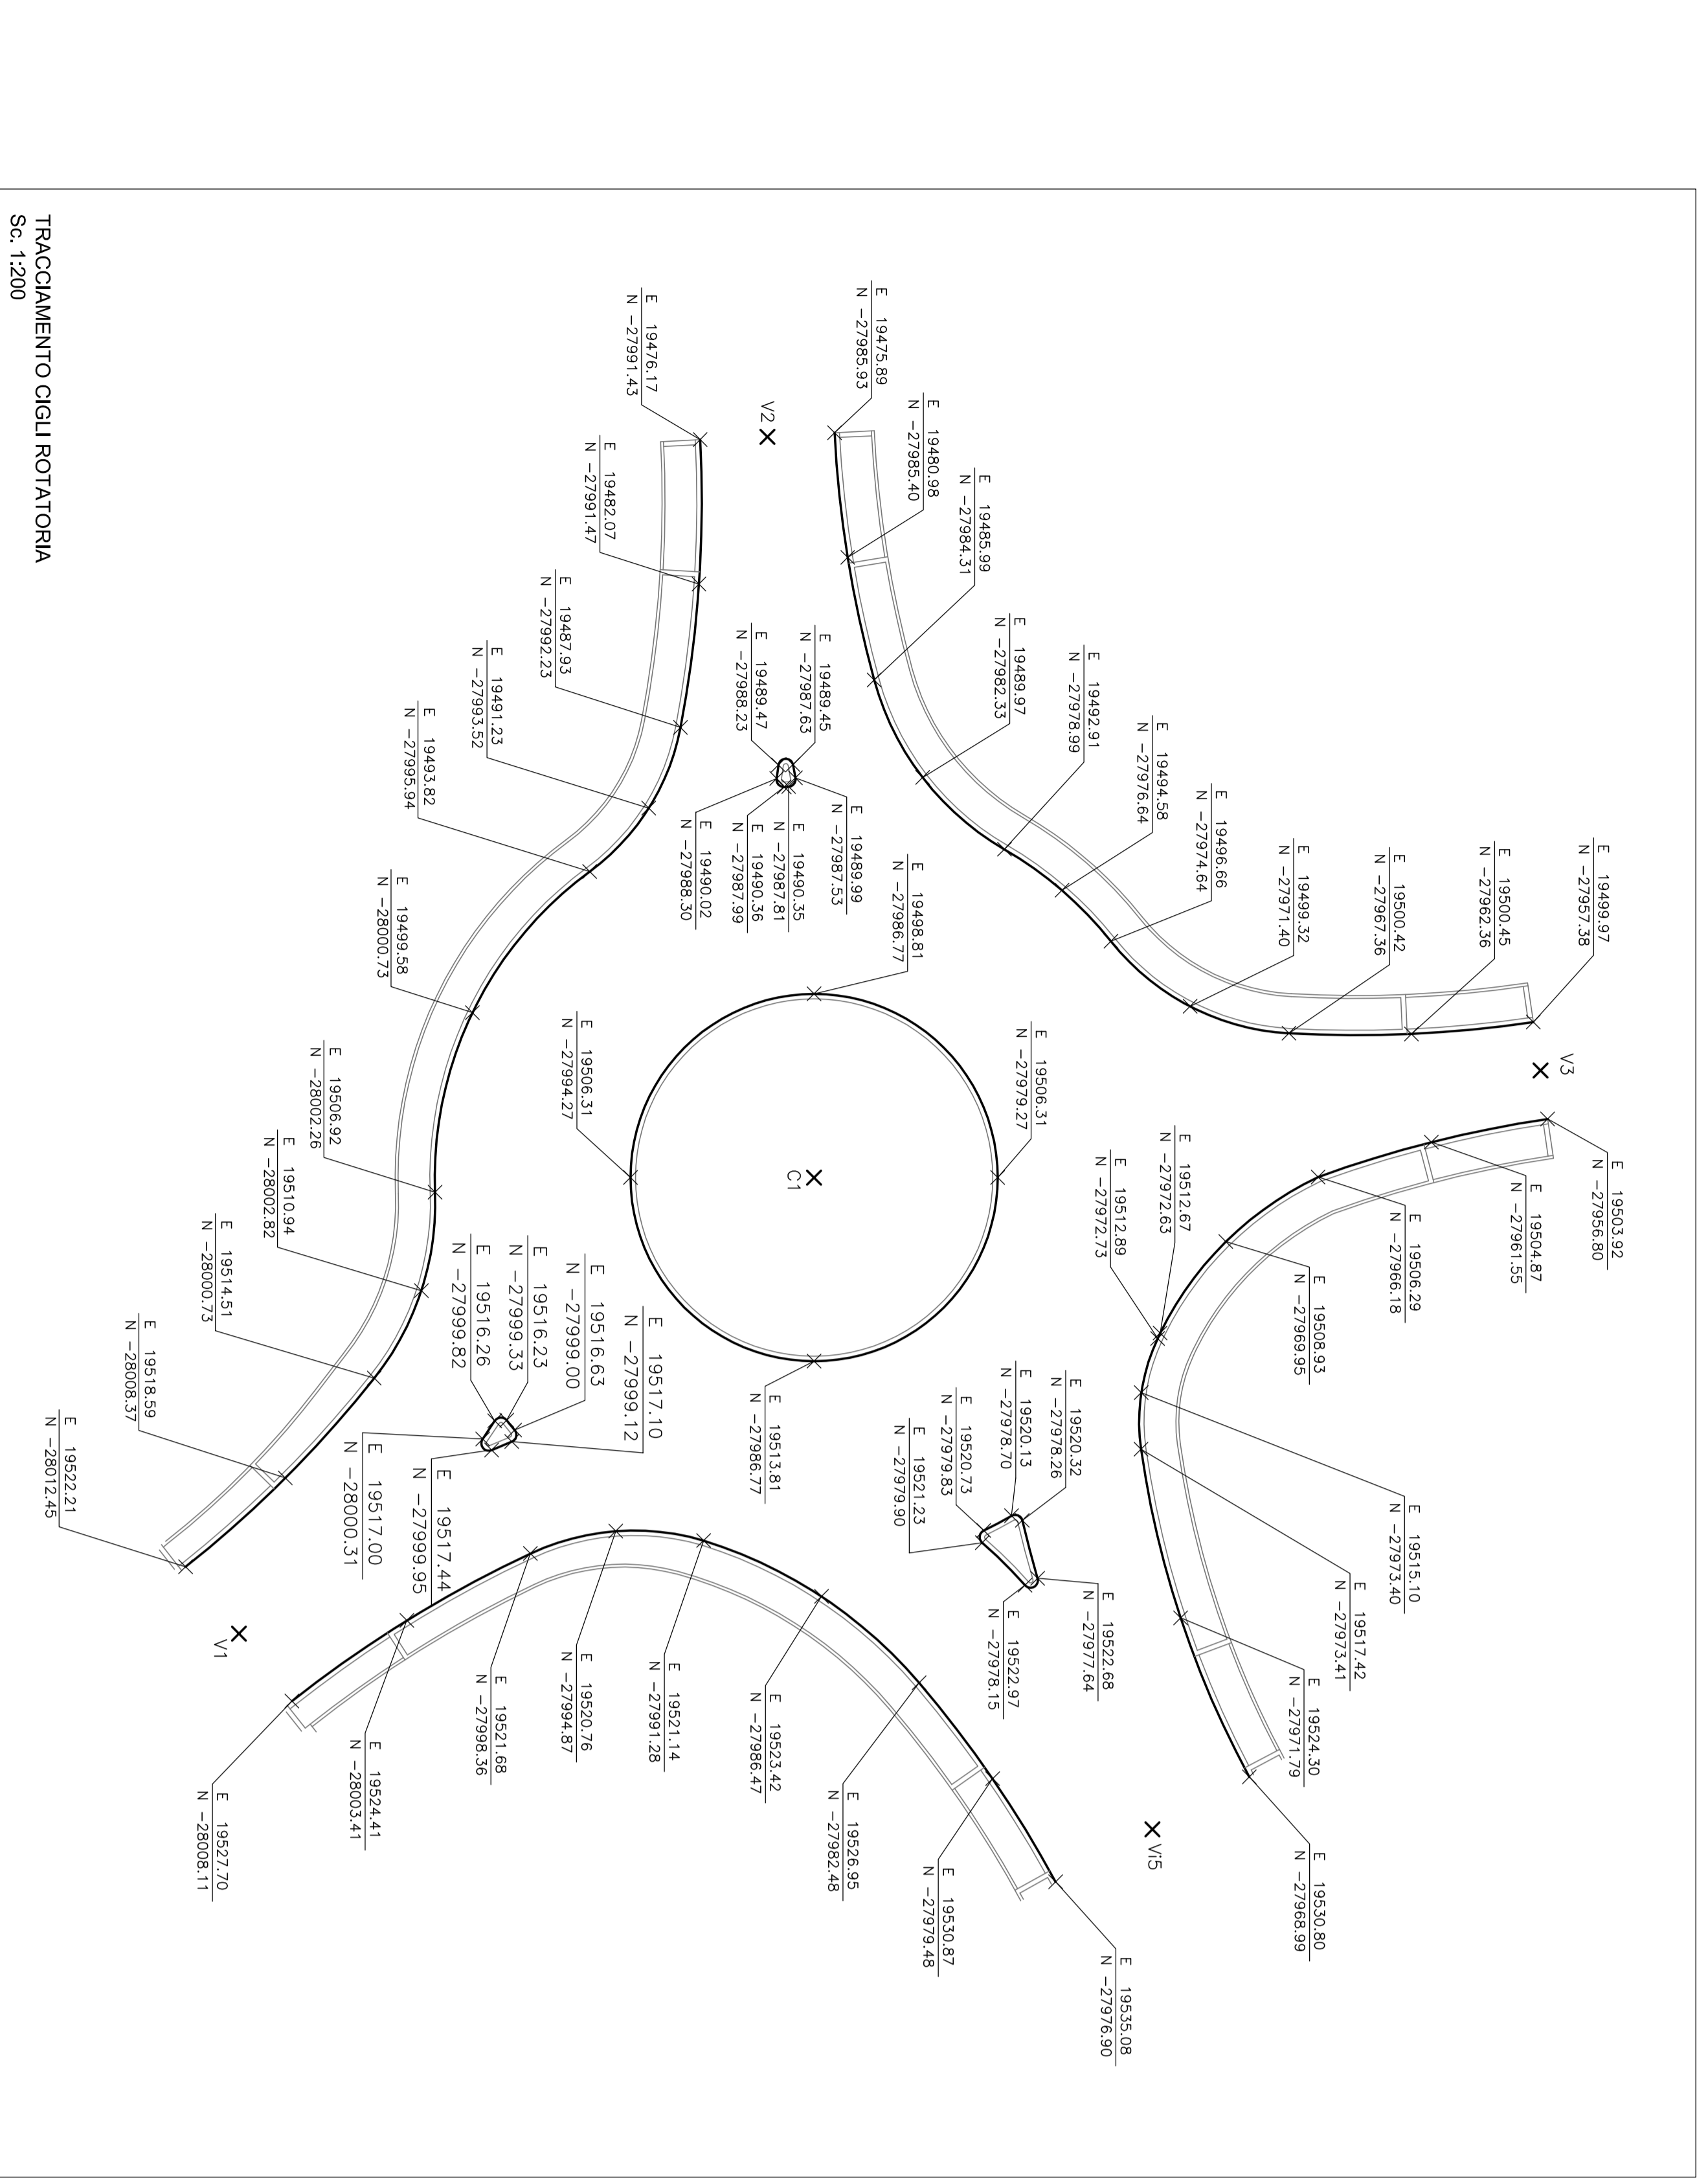 E 19499.97
N -27957.38
E 19500.45
N -27962.36
E 19500.42
N -27967.36
E 19499.32
N -27971.40
E 19496.66
N -27974.64
E 19494.58
N -27976.64
E 19492.91
N -27978.99
E 19489.97
N -27982.33
E 19485.99
N -27984.31
E 19480.98
N -27985.40
E 19475.89
N -27985.93
V3
E 19503.92
N -27956.80
E 19504.87
N -27961.55
E 19506.29
N -27966.18
E 19508.93
N -27969.95
E 19512.67
N -27972.63
E 19512.89
N -27972.73
E 19515.10
N -27973.40
E 19517.42
N -27973.41
E 19524.30
N -27971.79
E 19530.80
N -27968.99
Vi5
V2
E 19489.45
N -27987.63
E 19489.47
N -27988.23
E 19489.99
N -27987.53
E 19490.35
N -27987.81
E 19490.36
N -27987.99
E 19490.02
N -27988.30
E 19498.81
N -27986.77
E 19506.31
N -27979.27
C1
E 19506.31
N -27994.27
E 19513.81
N -27986.77
E 19520.32
N -27978.26
E 19520.13
N -27978.70
E 19520.73
N -27979.83
E 19521.23
N -27979.90
E 19522.68
N -27977.64
E 19522.97
N -27978.15
E 19476.17
N -27991.43
E 19482.07
N -27991.47
E 19487.93
N -27992.23
E 19491.23
N -27993.52
E 19493.82
N -27995.94
E 19499.58
N -28000.73
E 19506.92
N -28002.26
E 19510.94
N -28002.82
E 19514.51
N -28000.73
E 19518.59
N -28008.37
E 19522.21
N -28012.45
E 19517.10
N -27999.12
E 19516.63
N -27999.00
E 19516.23
N -27999.33
E 19516.26
N -27999.82
E 19517.44
N -27999.95
E 19517.00
N -28000.31
V1
E 19535.08
N -27976.90
E 19530.87
N -27979.48
E 19526.95
N -27982.48
E 19523.42
N -27986.47
E 19521.14
N -27991.28
E 19520.76
N -27994.87
E 19521.68
N -27998.36
E 19524.41
N -28003.41
E 19527.70
N -28008.11
TRACCIAMENTO CIGLI ROTATORIA
Sc. 1:200